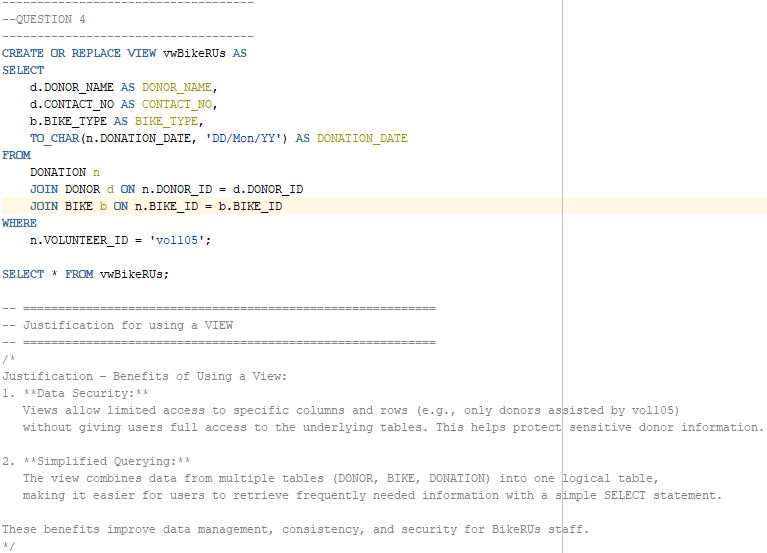 ------------------------------------
--QUESTION 4
------------------------------------
CREATE OR REPLACE VIEW vwBikeRUs AS
SELECT
    d.DONOR_NAME AS DONOR_NAME,
    d.CONTACT_NO AS CONTACT_NO,
    b.BIKE_TYPE AS BIKE_TYPE,
    TO_CHAR(n.DONATION_DATE, 'DD/Mon/YY') AS DONATION_DATE
FROM
    DONATION n
    JOIN DONOR d ON n.DONOR_ID = d.DONOR_ID
    JOIN BIKE b ON n.BIKE_ID = b.BIKE_ID
WHERE
    n.VOLUNTEER_ID = 'vol105';
SELECT * FROM vwBikeRUs;
-- ===========================================================
-- Justification for using a VIEW
-- ===========================================================
/*
Justification – Benefits of Using a View:
1. **Data Security:**
   Views allow limited access to specific columns and rows (e.g., only donors assisted by vol105)
   without giving users full access to the underlying tables. This helps protect sensitive donor information.
2. **Simplified Querying:**
   The view combines data from multiple tables (DONOR, BIKE, DONATION) into one logical table,
   making it easier for users to retrieve frequently needed information with a simple SELECT statement.
These benefits improve data management, consistency, and security for BikeRUs staff.
*/